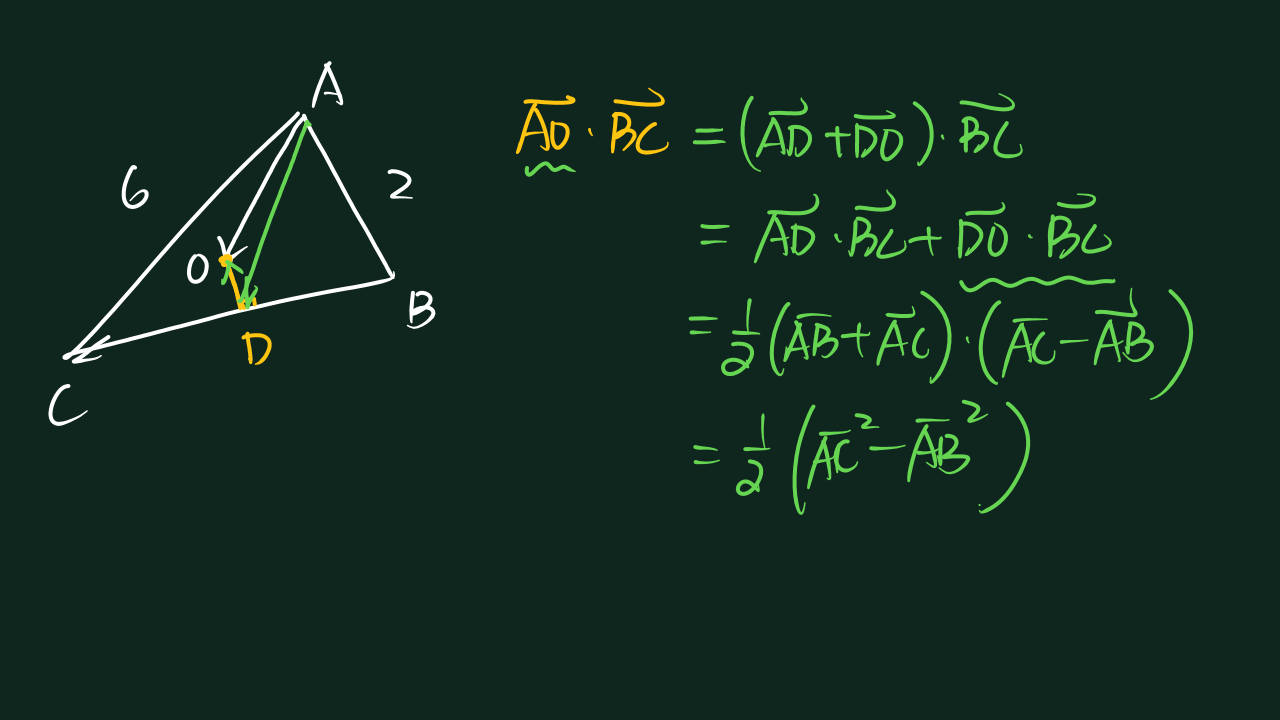 A
6
2
O
B
D
C
$\overrightarrow{AO} \cdot \overrightarrow{BC} = (\overrightarrow{AD} + \overrightarrow{DO}) \cdot \overrightarrow{BC}$
$= \overrightarrow{AD} \cdot \overrightarrow{BC} + \overrightarrow{DO} \cdot \overrightarrow{BC}$
$= \frac{1}{2}(\overrightarrow{AB} + \overrightarrow{AC}) \cdot (\overrightarrow{AC} - \overrightarrow{AB})$
$= \frac{1}{2}(\overline{AC}^2 - \overline{AB}^2)$